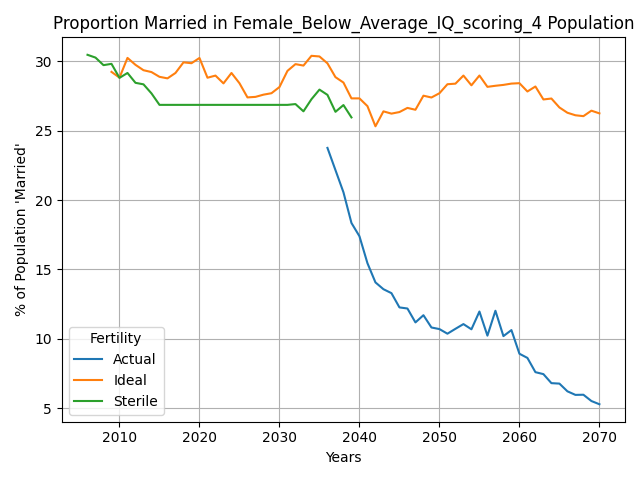 Proportion Married in Female_Below_Average_IQ_scoring_4 Population
% of Population 'Married'
30
25
20
15
10
5
Fertility
Actual
Ideal
Sterile
2010 2020 2030 2040 2050 2060 2070
Years